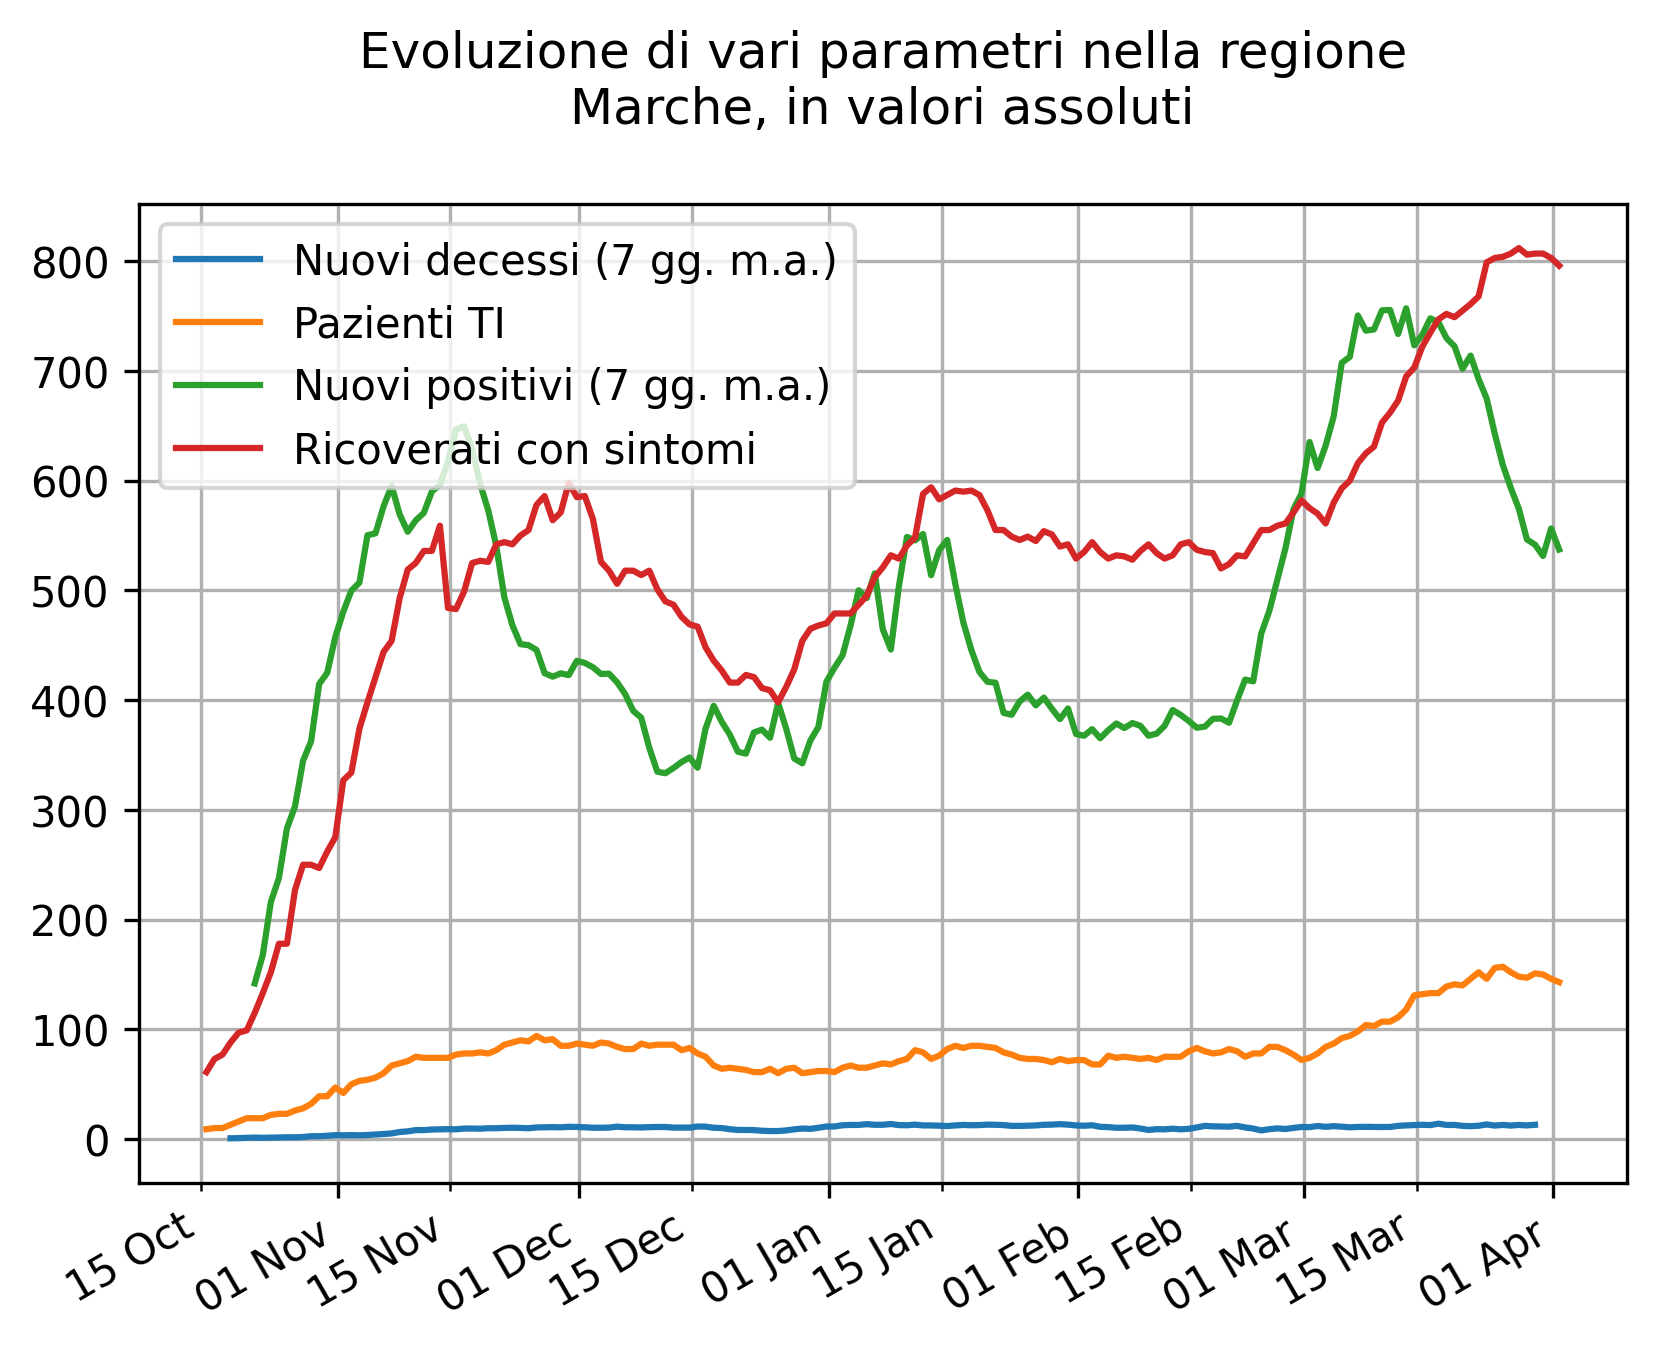 Evoluzione di vari parametri nella regione
Marche, in valori assoluti
Nuovi decessi (7 gg. m.a.)
Pazienti TI
Nuovi positivi (7 gg. m.a.)
Ricoverati con sintomi
800
700
600
500
400
300
200
100
0
15 Oct
01 Nov
15 Nov
01 Dec
15 Dec
01 Jan
15 Jan
01 Feb
15 Feb
01 Mar
15 Mar
01 Apr